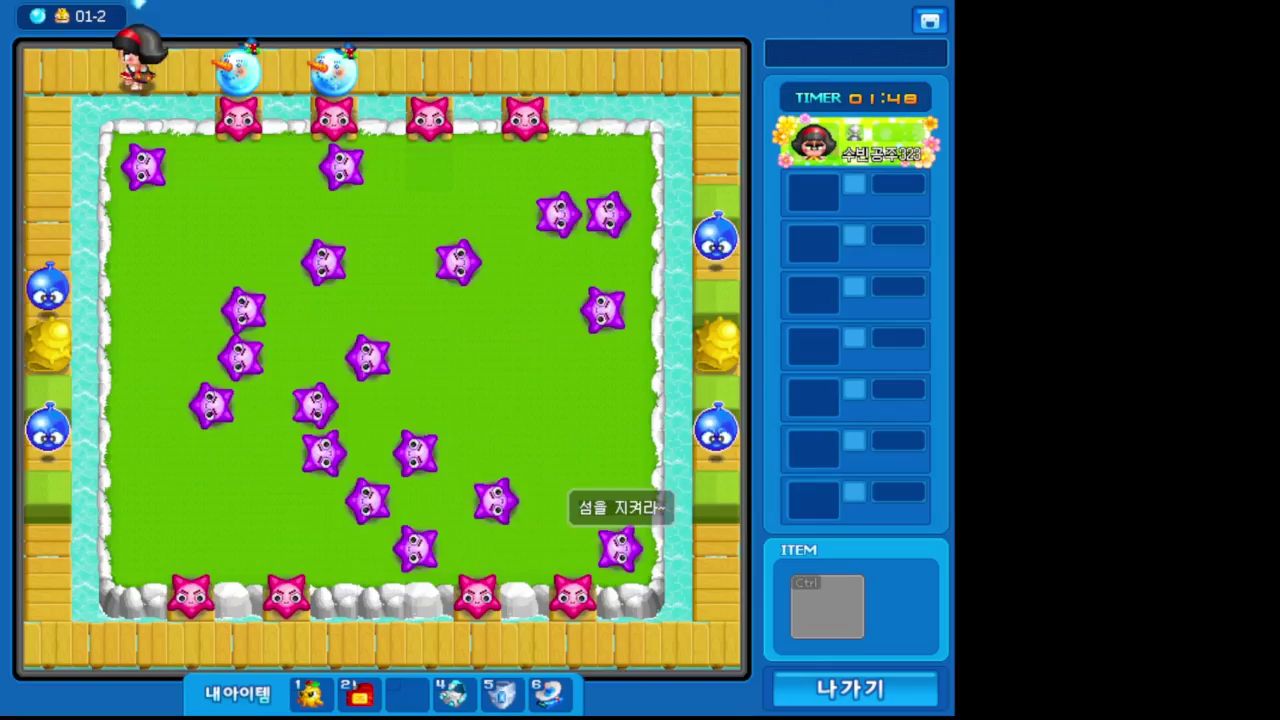 01-2
TIMER 01:48
수빈공주323
섬을 지켜라~
ITEM
Ctrl
내 아이템
1
2
4
5
6
나가기